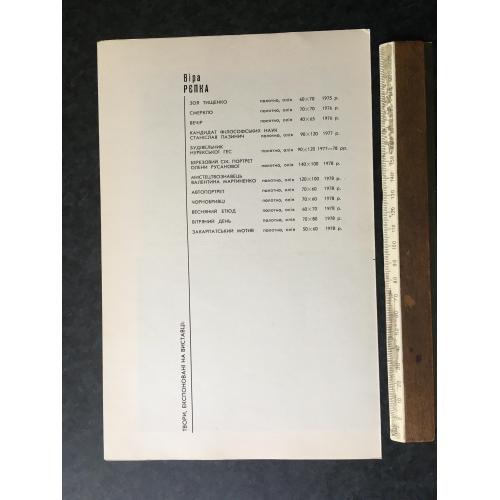 Віра
РЄПКА
ЗОЯ ТИЩЕНКО полотно, олія 60×70 1975 р.
СМЕРКЛО полотно, олія 70×70 1976 р.
ВЕЧІР полотно, олія 40×65 1976 р.
КАНДИДАТ ФІЛОСОФСЬКИХ НАУК
СТАНІСЛАВ ПАЗИНИЧ полотно, олія 90×120 1977 р.
БУДІВЕЛЬНИК
НУРЕКСЬКОЇ ГЕС полотно, олія 90×120 1977—78 рр.
БЕРЕЗОВИЙ СІК. ПОРТРЕТ
ОЛЕНИ РУСАНОВОЇ полотно, олія 140×100 1978 р.
МИСТЕЦТВОЗНАВЕЦЬ
ВАЛЕНТИНА МАРТИНЕНКО полотно, олія 120×100 1978 р.
АВТОПОРТРЕТ полотно, олія 70×60 1978 р.
ЧОРНОБРИВЦІ полотно, олія 70×60 1978 р.
ВЕСНЯНИЙ ЕТЮД полотно, олія 60×70 1978 р.
ВІТРЯНИЙ ДЕНЬ полотно, олія 70×80 1978 р.
ЗАКАРПАТСЬКИЙ МОТИВ полотно, олія 50×60 1978 р.
ТВОРИ, ЕКСПОНОВАНІ НА ВИСТАВЦІ: